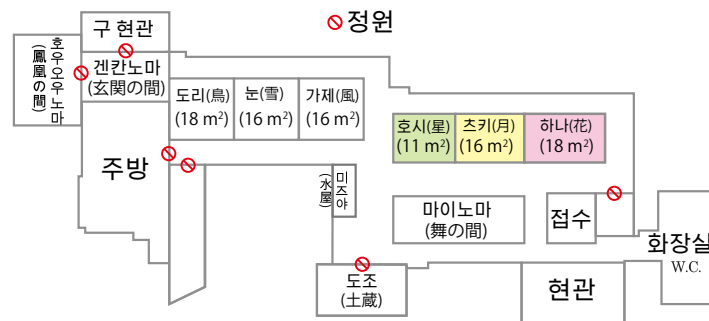 정원
구 현관
호우오우노마
(鳳凰の間)
겐칸노마
(玄関の間)
도리(鳥)
(18 m²)
눈(雪)
(16 m²)
가제(風)
(16 m²)
호시(星)
(11 m²)
츠키(月)
(16 m²)
하나(花)
(18 m²)
주방
미즈야
(水屋)
마이노마
(舞の間)
접수
화장실
W.C.
도조
(土蔵)
현관